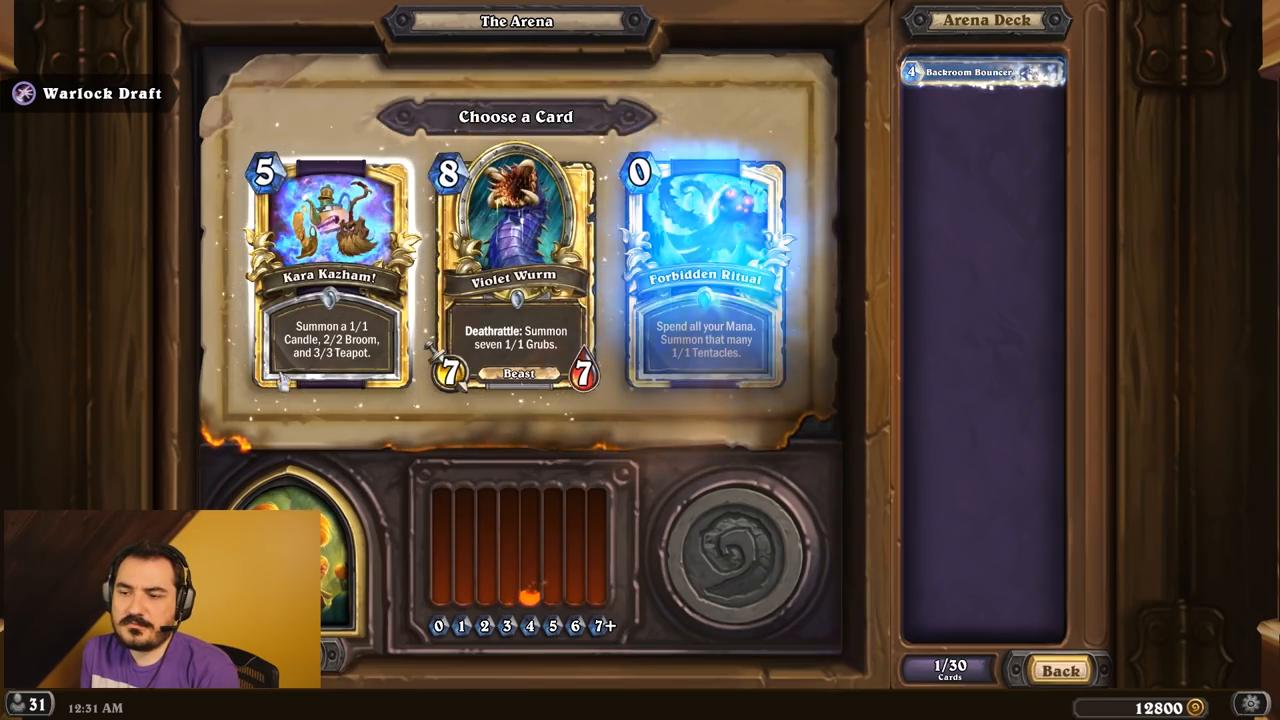 The Arena
Arena Deck
4 Backroom Bouncer
Warlock Draft
Choose a Card
5
Kara Kazham!
Summon a 1/1
Candle, 2/2 Broom,
and 3/3 Teapot.
8
Violet Wurm
Deathrattle: Summon
seven 1/1 Grubs.
7 Beast 7
0
Forbidden Ritual
Spend all your Mana.
Summon that many
1/1 Tentacles.
0 1 2 3 4 5 6 7+
1/30
Cards
Back
31 12:31 AM
12800